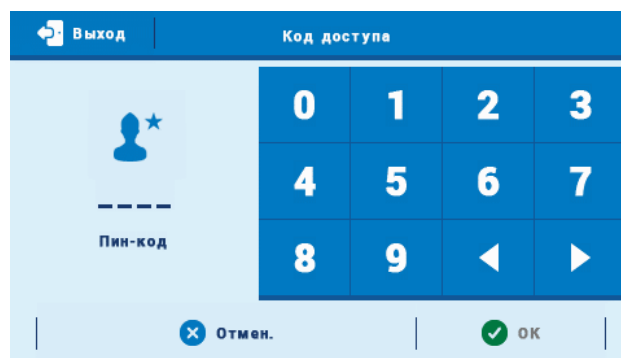 Выход
Код доступа
0 1 2 3
4 5 6 7
Пин-код
8 9
Отмен.
OK